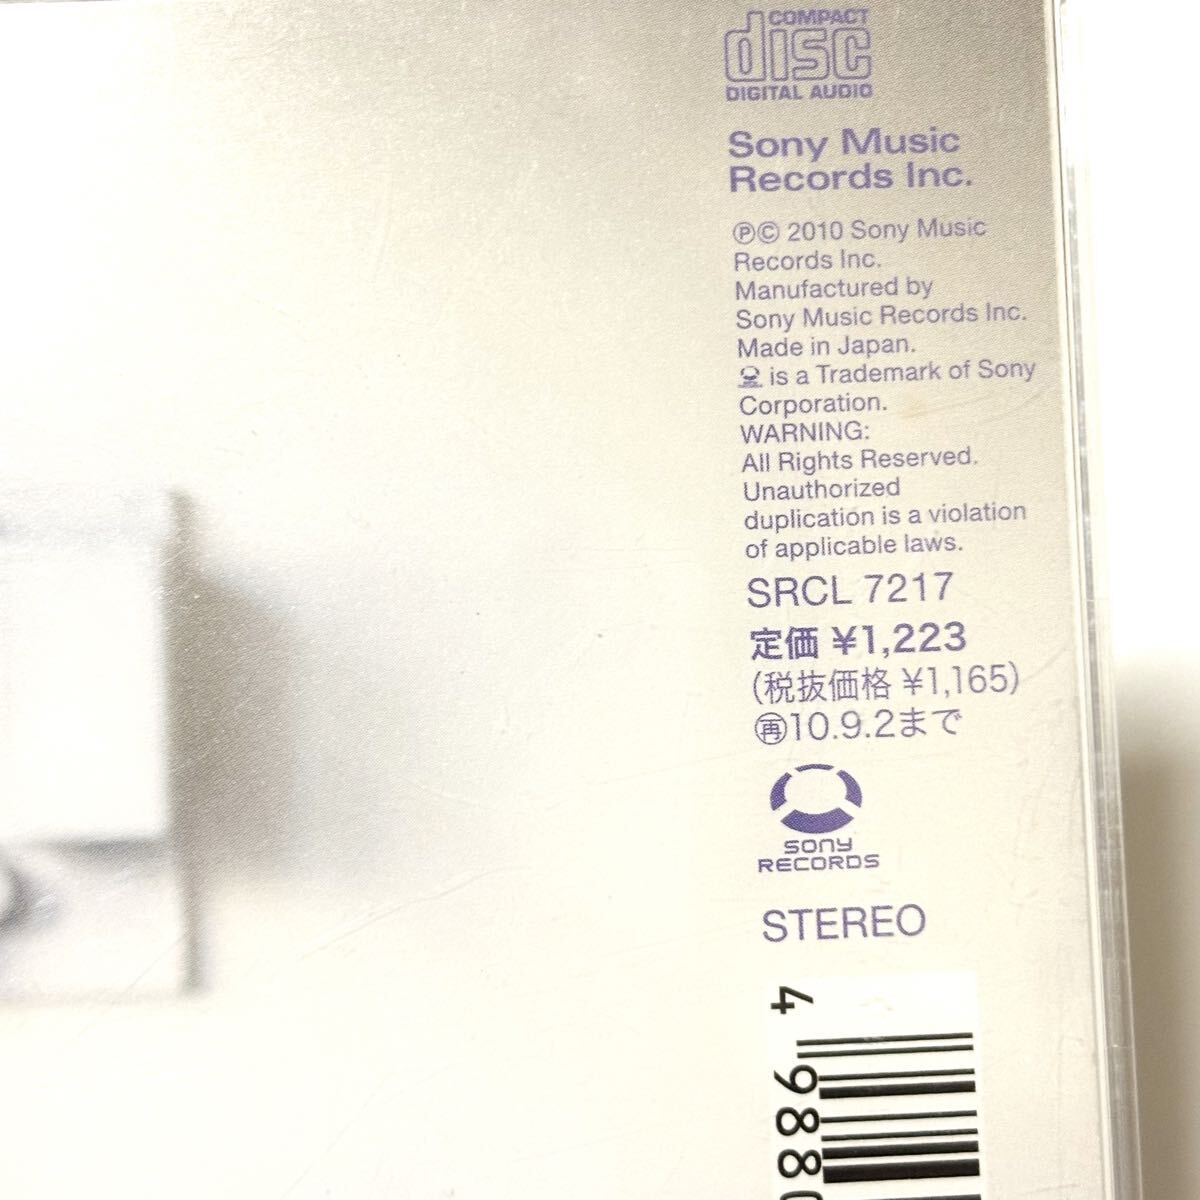 COMPACT
disc
DIGITAL AUDIO
Sony Music
Records Inc.
Ⓟ© 2010 Sony Music
Records Inc.
Manufactured by
Sony Music Records Inc.
Made in Japan.
is a Trademark of Sony
Corporation.
WARNING:
All Rights Reserved.
Unauthorized
duplication is a violation
of applicable laws.
SRCL 7217
定価 ¥1,223
(税抜価格 ¥1,165)
㊢10.9.2まで
SONY
RECORDS
STEREO
4 988